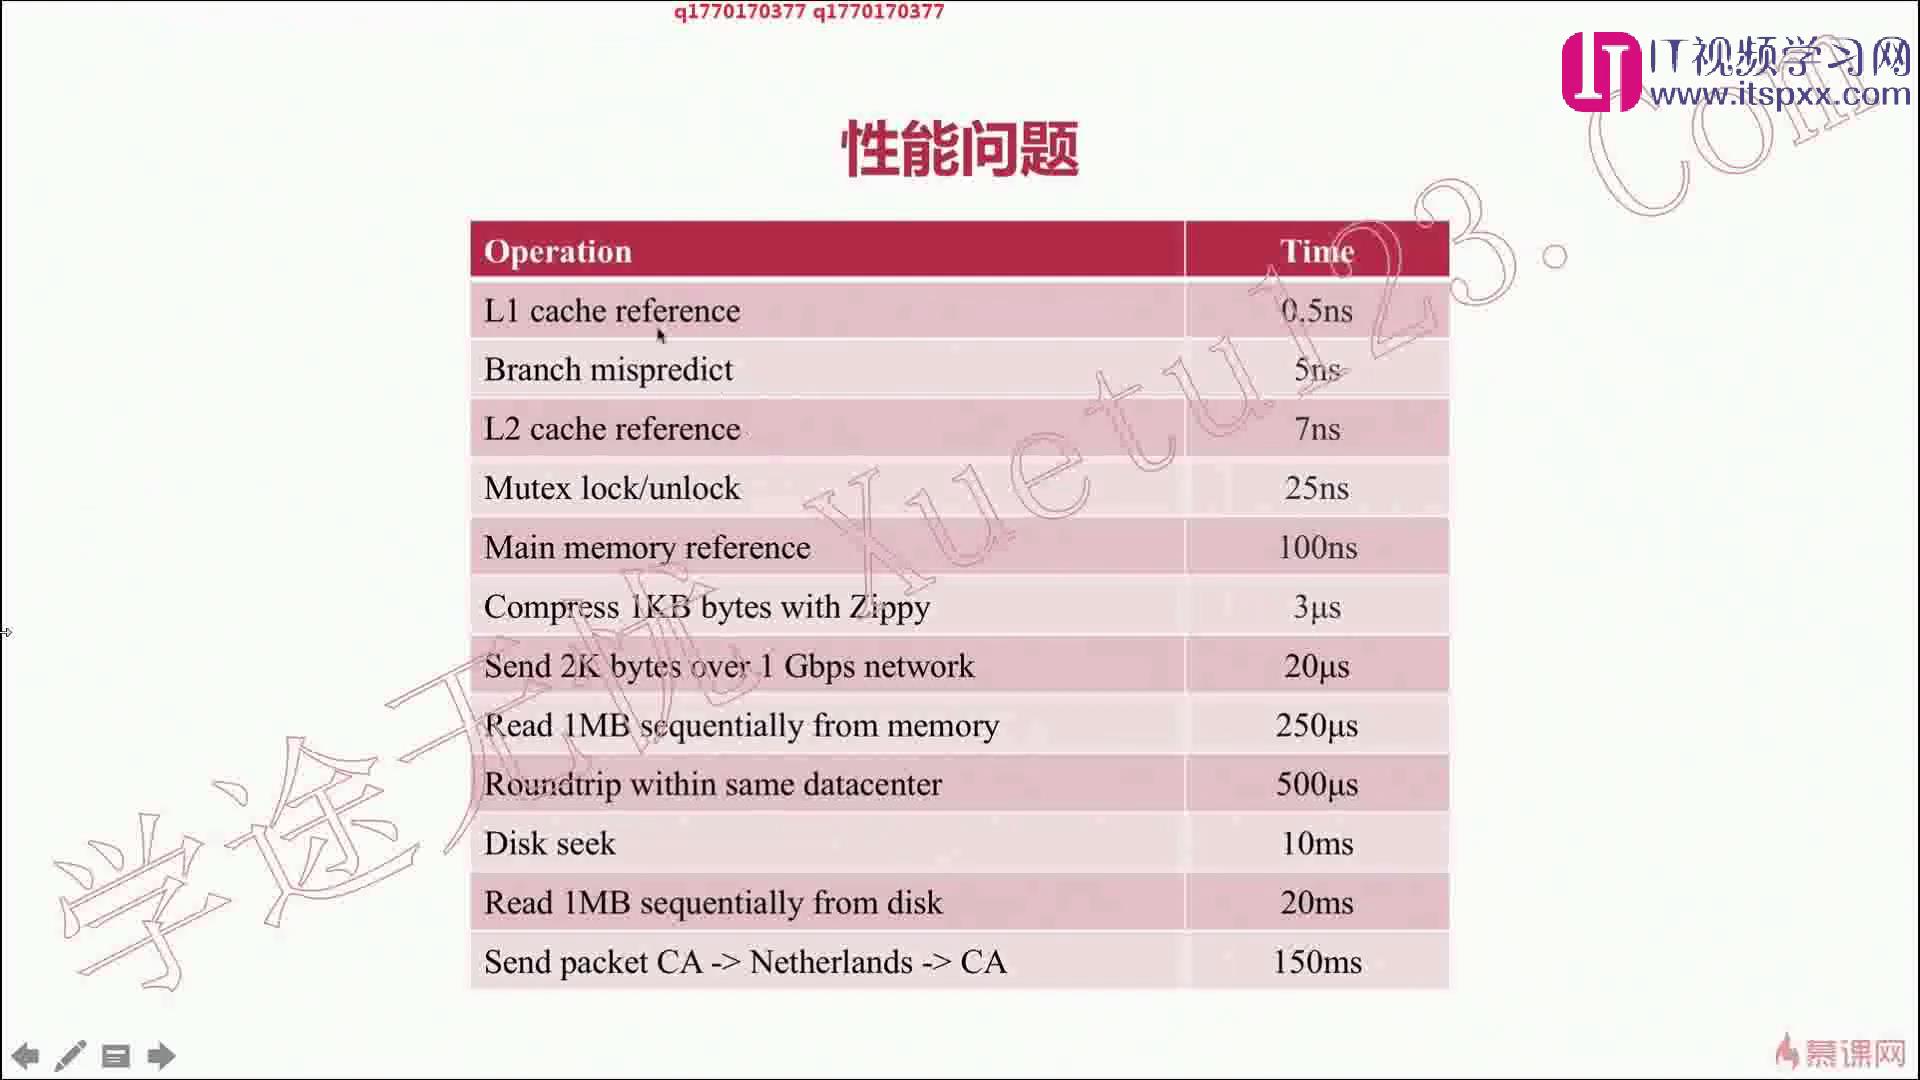 q1770170377 q1770170377
IT视频学习网
www.itspxx.com
性能问题
Operation Time
L1 cache reference 0.5ns
Branch mispredict 5ns
L2 cache reference 7ns
Mutex lock/unlock 25ns
Main memory reference 100ns
Compress 1KB bytes with Zippy 3μs
Send 2K bytes over 1 Gbps network 20μs
Read 1MB sequentially from memory 250μs
Roundtrip within same datacenter 500μs
Disk seek 10ms
Read 1MB sequentially from disk 20ms
Send packet CA -> Netherlands -> CA 150ms
学途无忧 Xuetu123.Com
慕课网